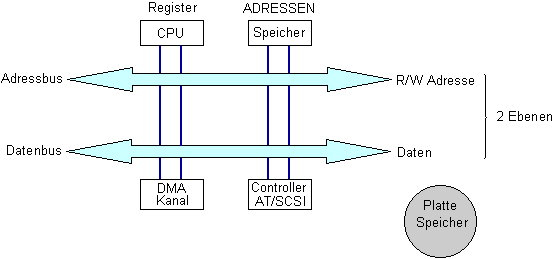 Register
ADRESSEN
CPU
Speicher
Adressbus
R/W Adresse
2 Ebenen
Datenbus
Daten
DMA
Kanal
Controller
AT/SCSI
Platte
Speicher